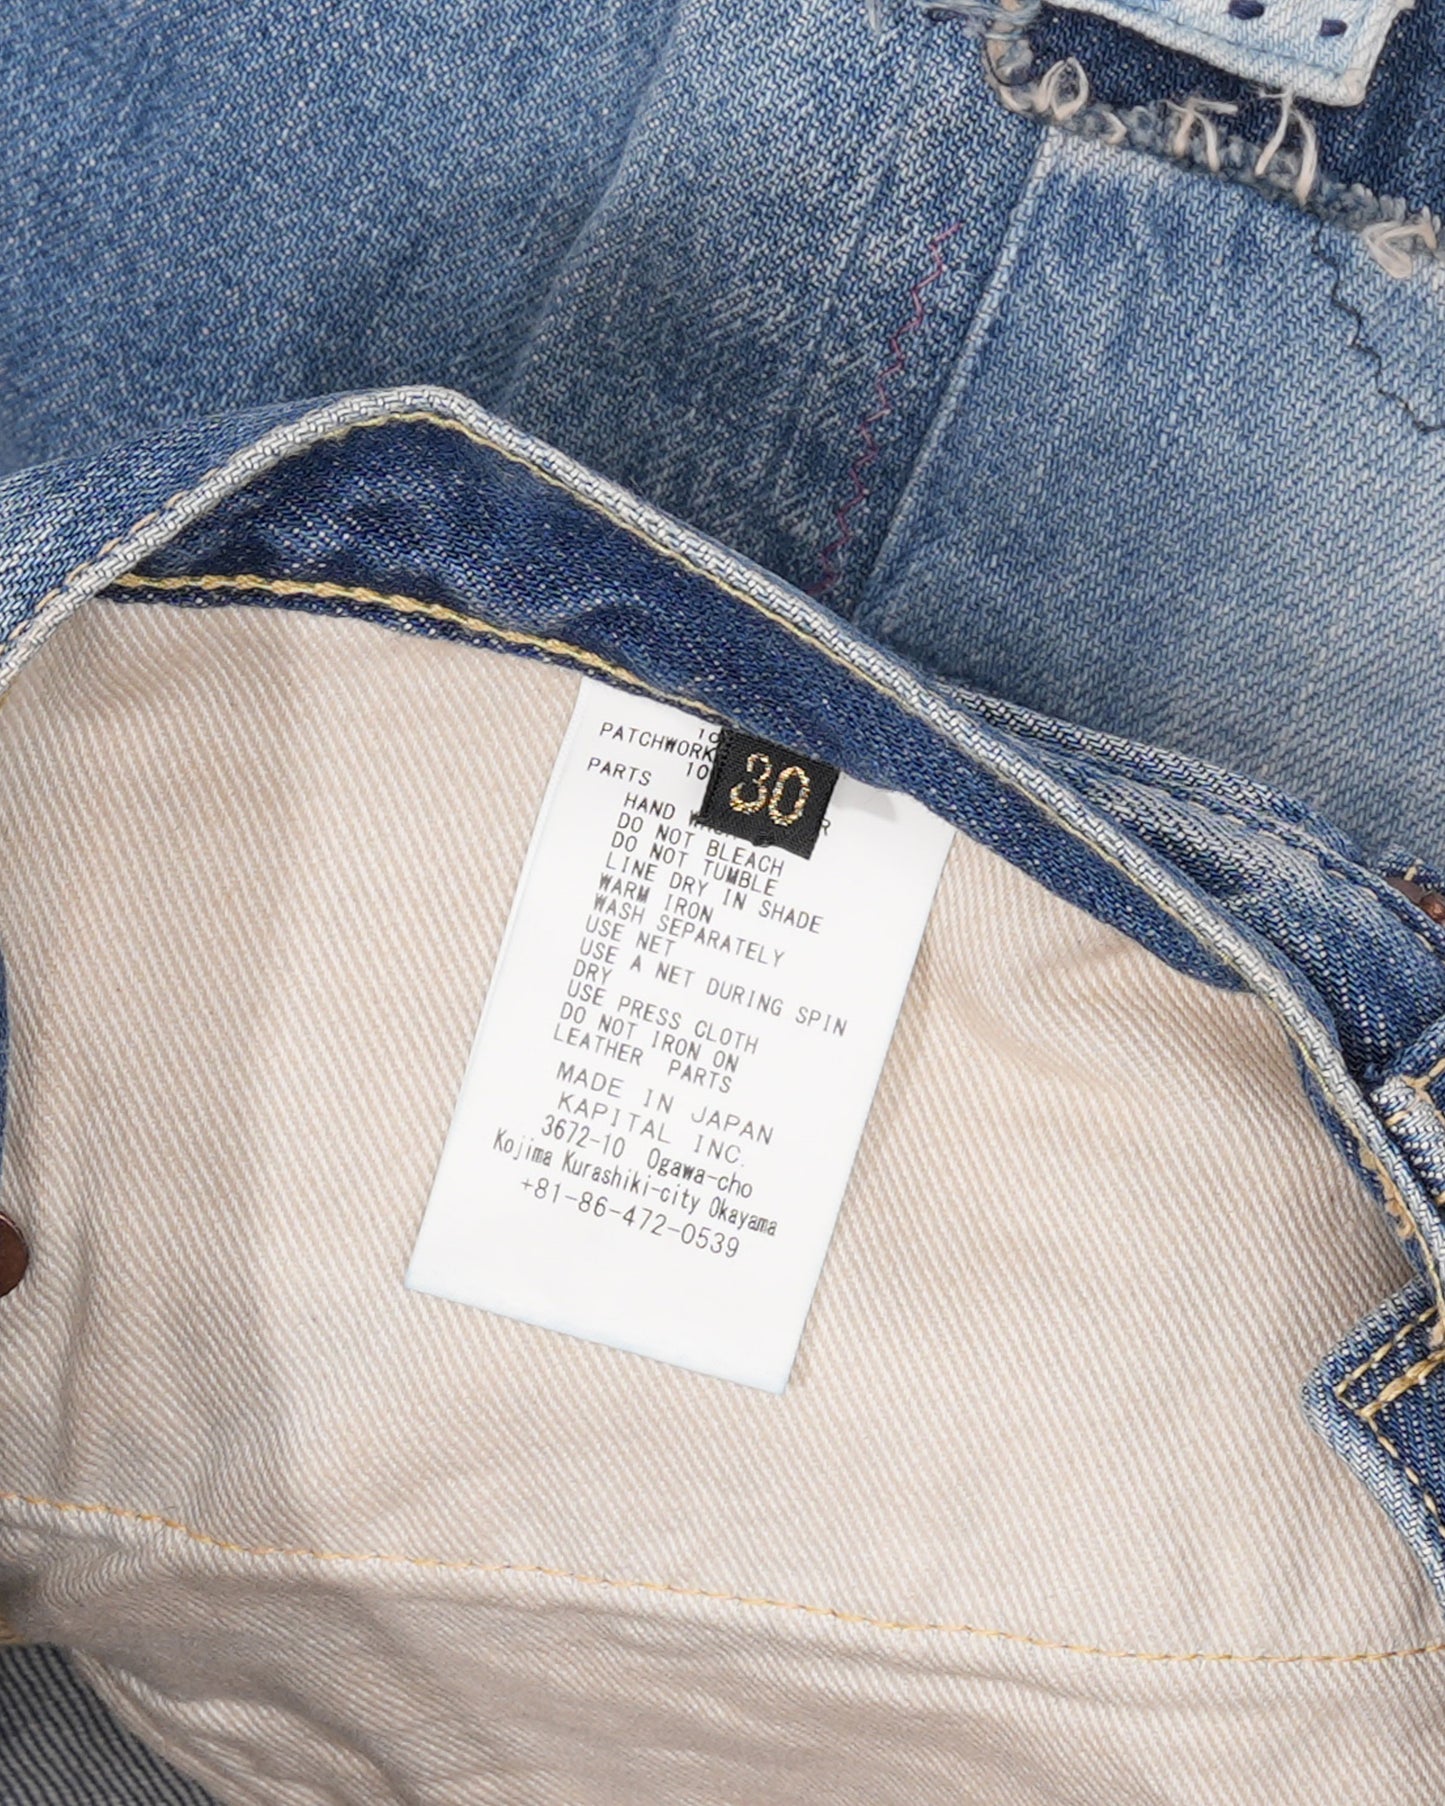 PATCHWORK
30
PARTS
HAND
DO NOT BLEACH
DO NOT TUMBLE
LINE DRY IN SHADE
WARM IRON
WASH SEPARATELY
USE NET
USE A NET DURING SPIN
DRY
USE PRESS CLOTH
DO NOT IRON ON
LEATHER PARTS
MADE IN JAPAN
KAPITAL INC.
3672-10 Ogawa-cho
Kojima Kurashiki-city Okayama
+81-86-472-0539